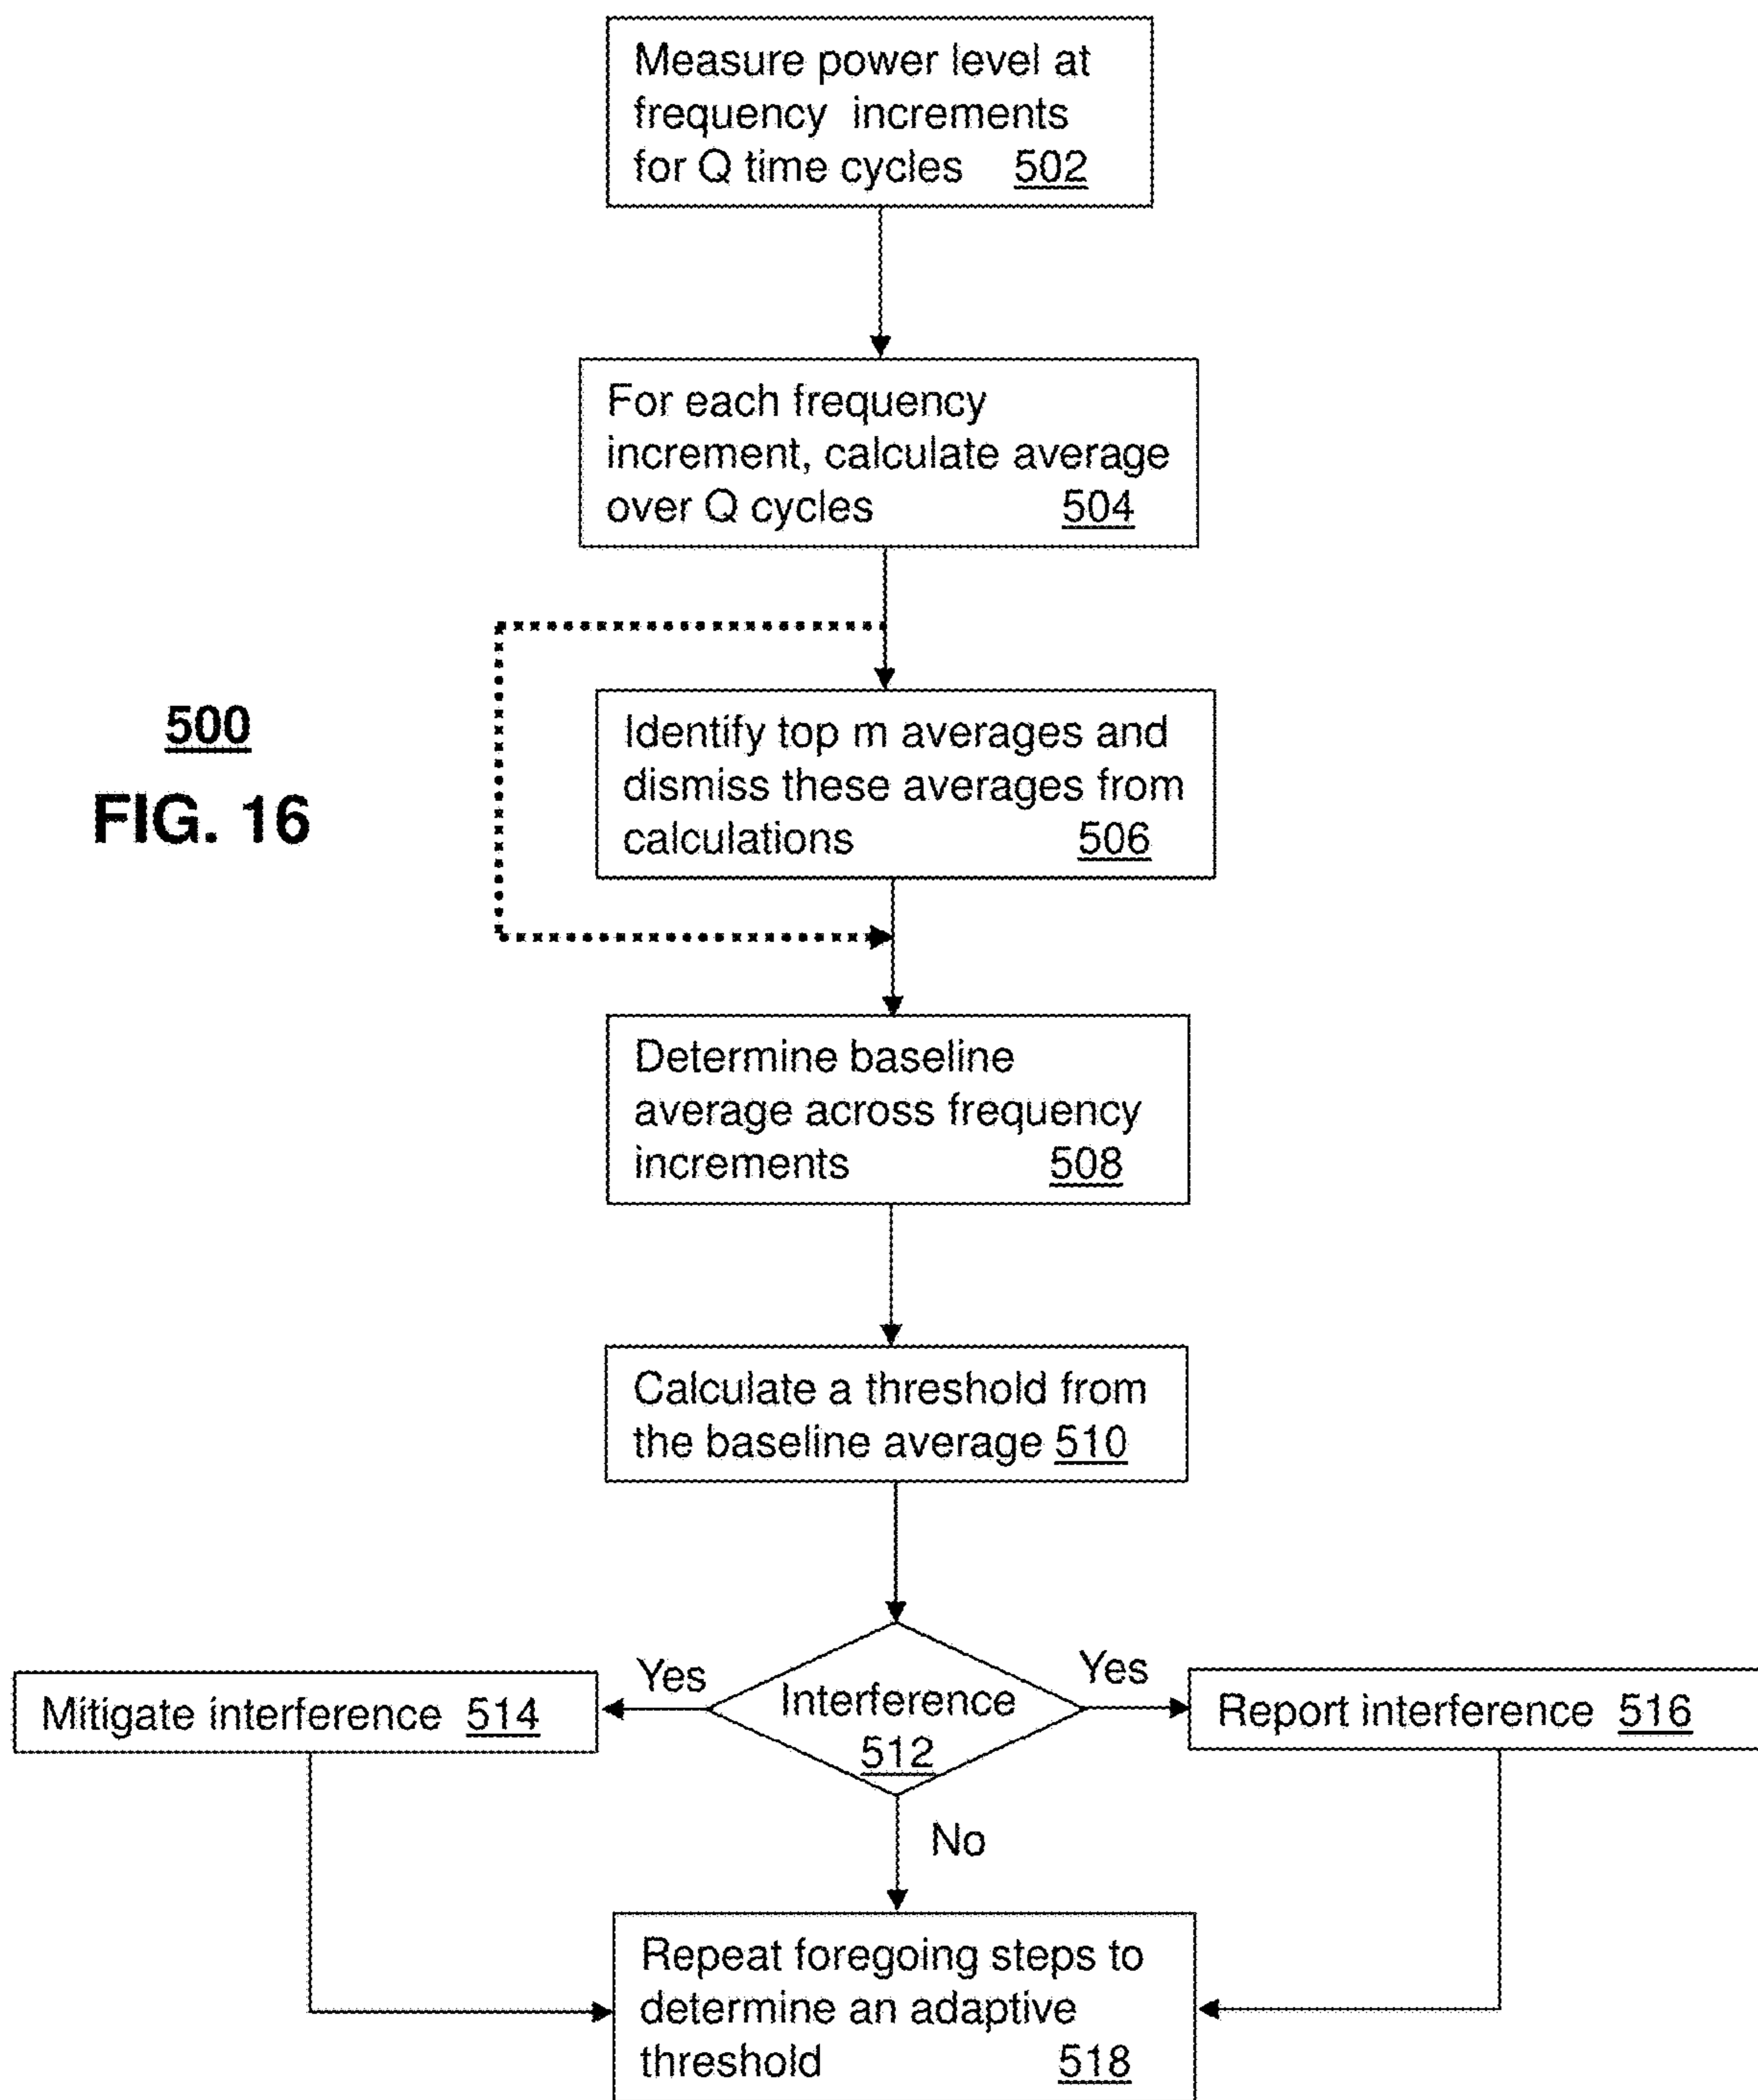 Measure power level at
frequency increments
for Q time cycles 502
For each frequency
increment, calculate average
over Q cycles 504
500
FIG. 16
Identify top m averages and
dismiss these averages from
calculations 506
Determine baseline
average across frequency
increments 508
Calculate a threshold from
the baseline average 510
Yes
Yes
Mitigate interference 514
Interference
512
Report interference 516
No
Repeat foregoing steps to
determine an adaptive
threshold 518